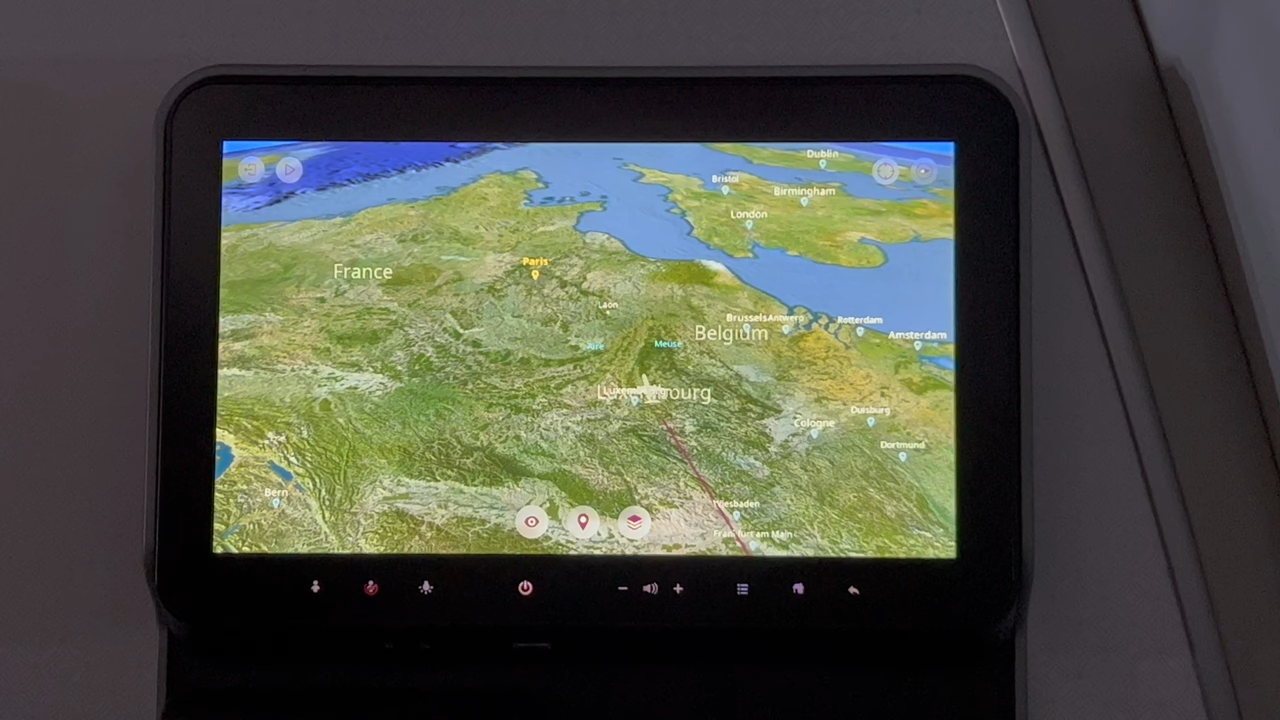 Dublin
Bristol
Birmingham
London
Paris
France
Laon
Brussels
Antwerp
Rotterdam
Belgium
Amsterdam
Aire
Meuse
Luxembourg
Duisburg
Cologne
Dortmund
Bern
Wiesbaden
Frankfurt am Main